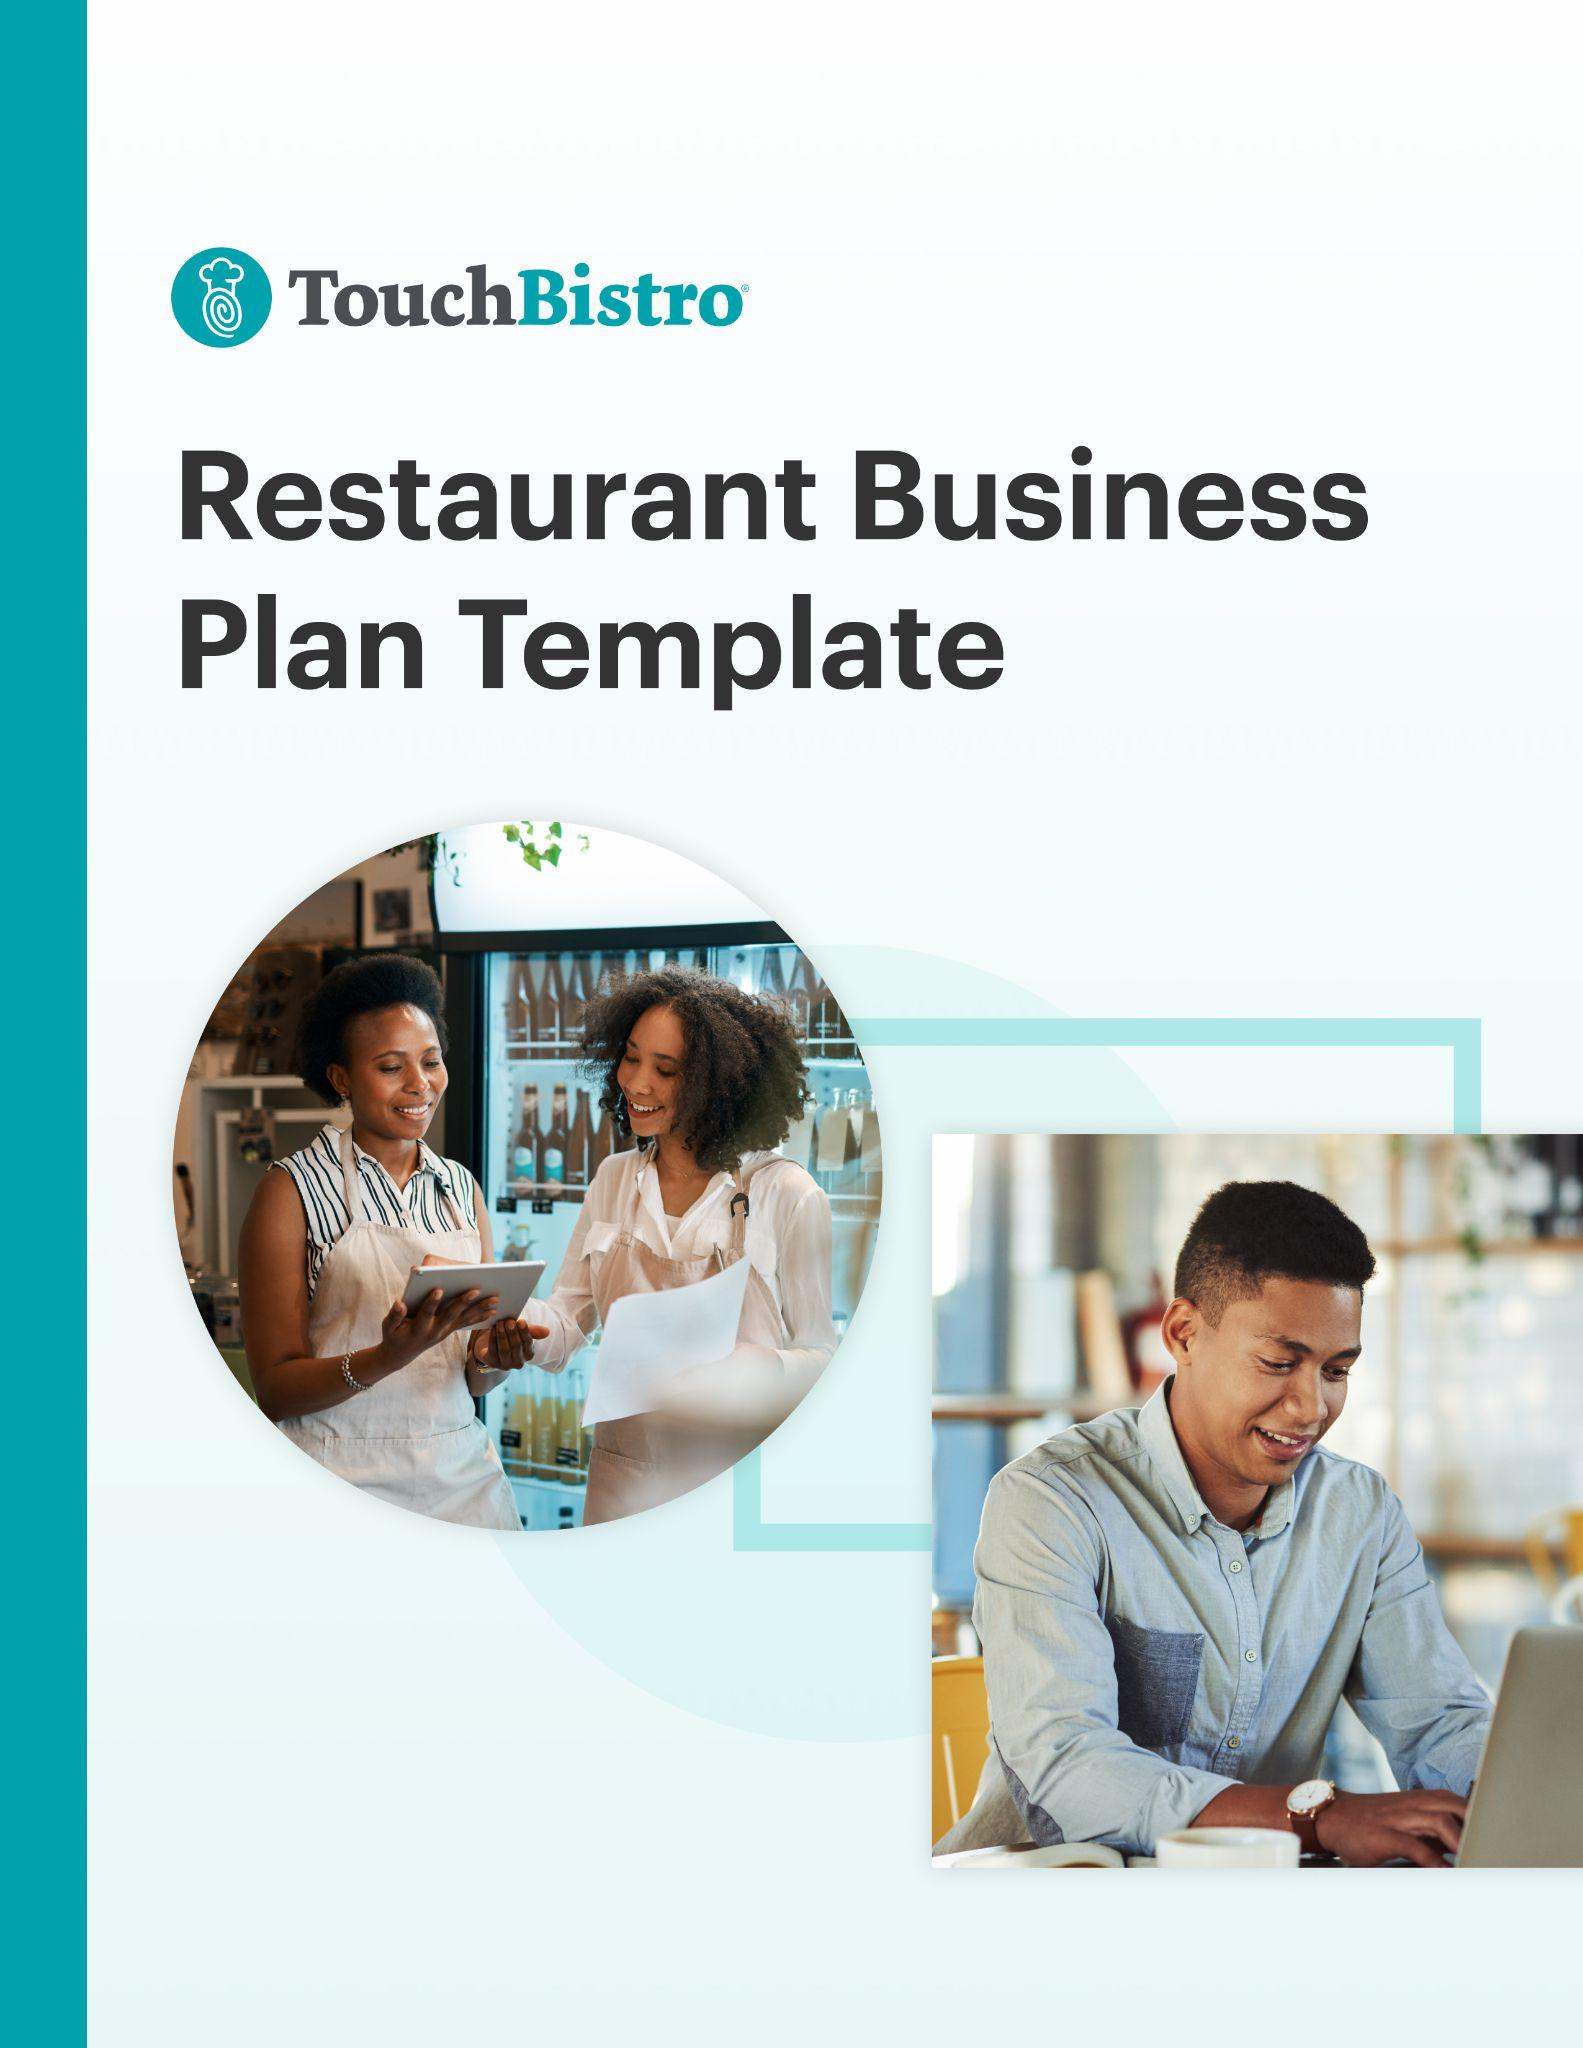 TouchBistro®
Restaurant Business
Plan Template